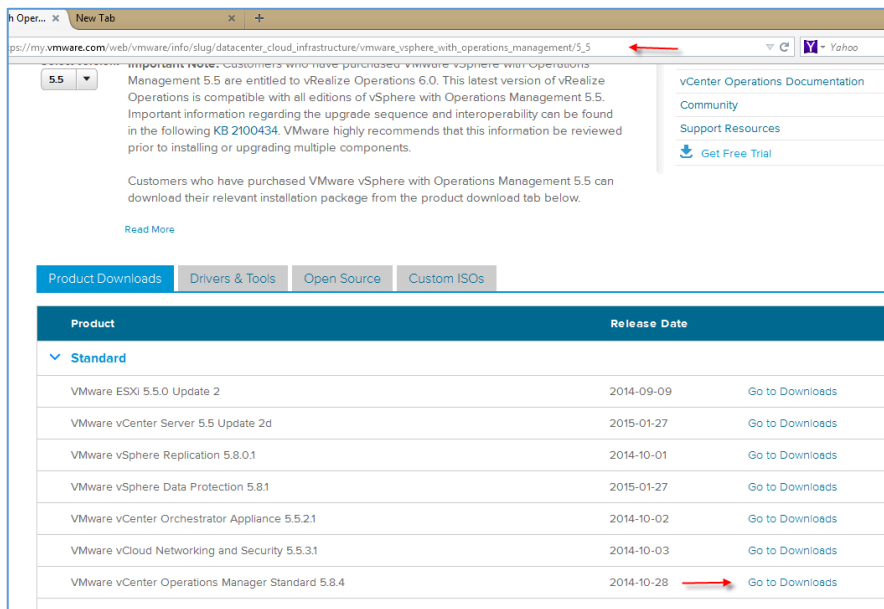 h Oper... × New Tab × +
ps://my.vmware.com/web/vmware/info/slug/datacenter_cloud_infrastructure/vmware_vsphere_with_operations_management/5_5
Yahoo
Important Note: Customers who have purchased VMware vSphere with Operations
5.5
Management 5.5 are entitled to vRealize Operations 6.0. This latest version of vRealize
Operations is compatible with all editions of vSphere with Operations Management 5.5.
Important information regarding the upgrade sequence and interoperability can be found
in the following KB 2100434. VMware highly recommends that this information be reviewed
prior to installing or upgrading multiple components.
Customers who have purchased VMware vSphere with Operations Management 5.5 can
download their relevant installation package from the product download tab below.
Read More
vCenter Operations Documentation
Community
Support Resources
Get Free Trial
Product Downloads Drivers & Tools Open Source Custom ISOs
Product Release Date
Standard
VMware ESXi 5.5.0 Update 2 2014-09-09 Go to Downloads
VMware vCenter Server 5.5 Update 2d 2015-01-27 Go to Downloads
VMware vSphere Replication 5.8.0.1 2014-10-01 Go to Downloads
VMware vSphere Data Protection 5.8.1 2015-01-27 Go to Downloads
VMware vCenter Orchestrator Appliance 5.5.2.1 2014-10-02 Go to Downloads
VMware vCloud Networking and Security 5.5.3.1 2014-10-03 Go to Downloads
VMware vCenter Operations Manager Standard 5.8.4 2014-10-28 Go to Downloads